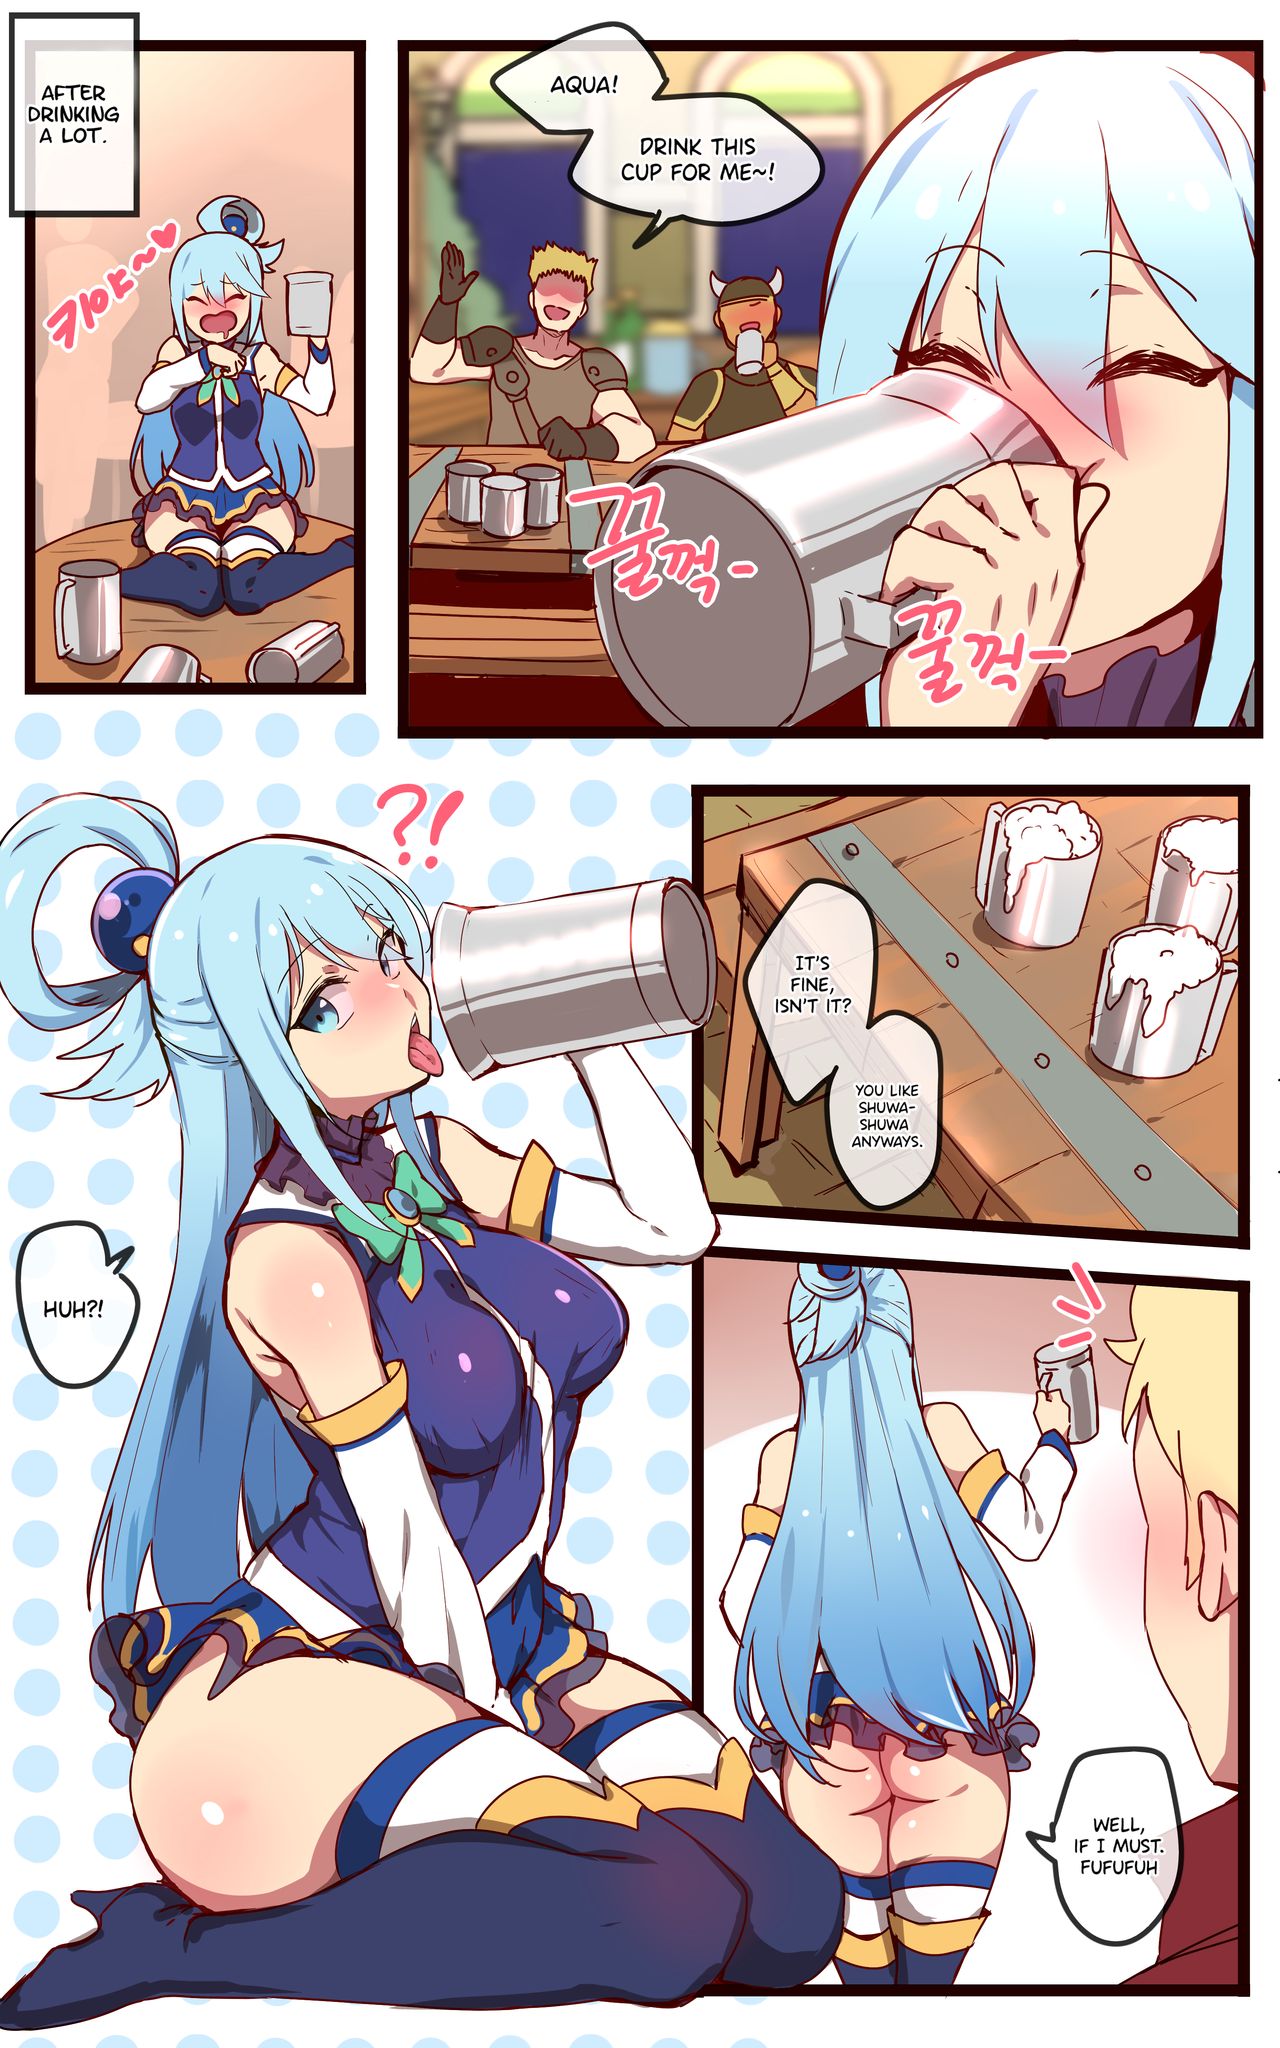 AFTER
DRINKING
A LOT.
캬하~♥
AQUA!
DRINK THIS
CUP FOR ME~!
꿀꺽-
꿀꺽-
?!
HUH?!
IT'S
FINE,
ISN'T IT?
YOU LIKE
SHUWA-
SHUWA
ANYWAYS.
WELL,
IF I MUST.
FUFUFUH